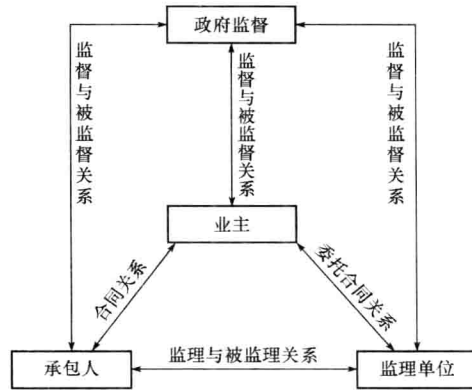 政府监督
监督与被监督关系
监督与被监督关系
监督与被监督关系
业主
合同关系
委托合同关系
承包人
监理与被监理关系
监理单位